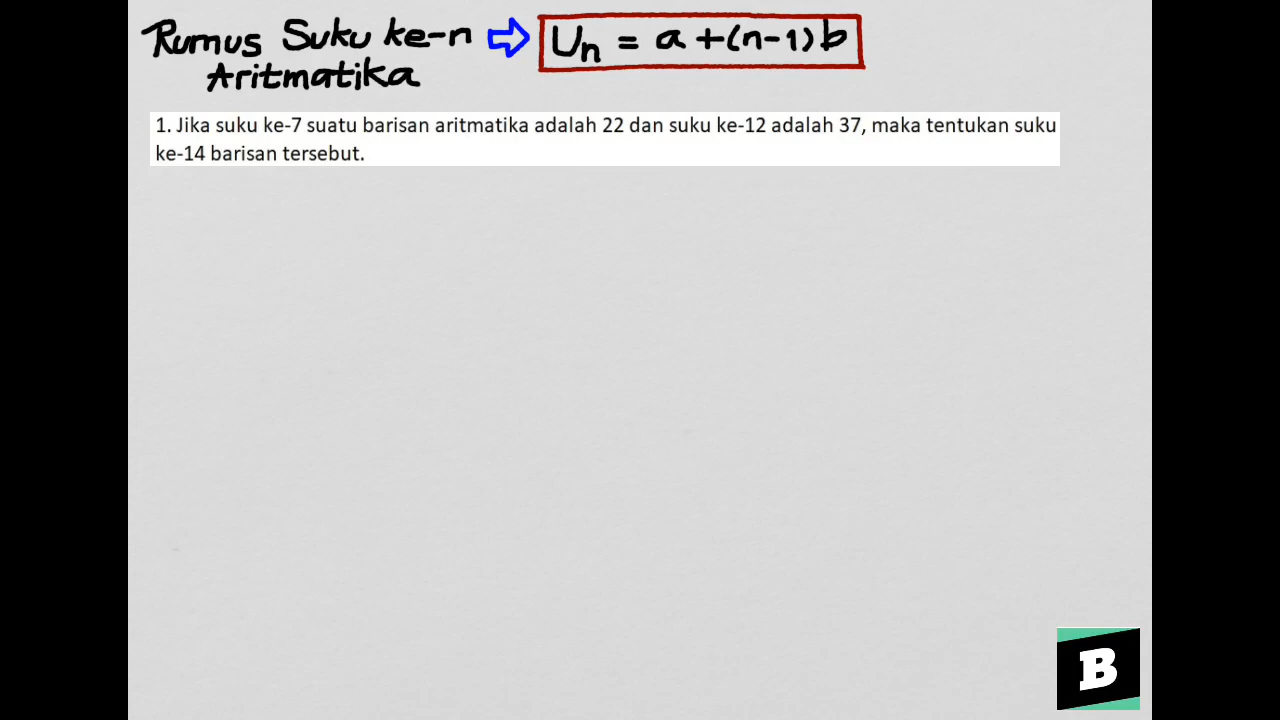 Rumus Suku ke-n ⇨ Un = a + (n-1) b
Aritmatika
1. Jika suku ke-7 suatu barisan aritmatika adalah 22 dan suku ke-12 adalah 37, maka tentukan suku
ke-14 barisan tersebut.
B